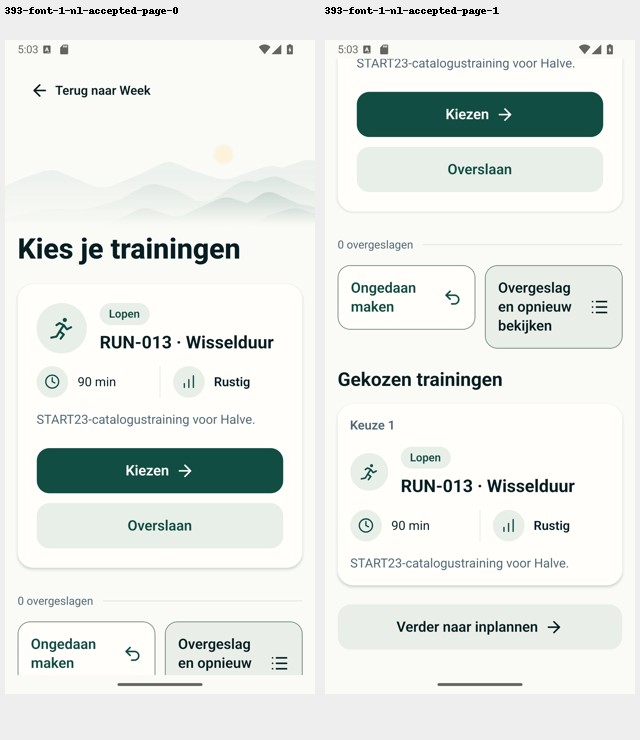 393-font-1-nl-accepted-page-0
5:03
Terug naar Week
Kies je trainingen
Lopen
RUN-013 · Wisselduur
90 min
Rustig
START23-catalogustraining voor Halve.
Kiezen
Overslaan
0 overgeslagen
Ongedaan
maken
Overgeslag
en opnieuw
393-font-1-nl-accepted-page-1
5:03
START23-catalogustraining voor Halve.
Kiezen
Overslaan
0 overgeslagen
Ongedaan
maken
Overgeslag
en opnieuw
bekijken
Gekozen trainingen
Keuze 1
Lopen
RUN-013 · Wisselduur
90 min
Rustig
START23-catalogustraining voor Halve.
Verder naar inplannen